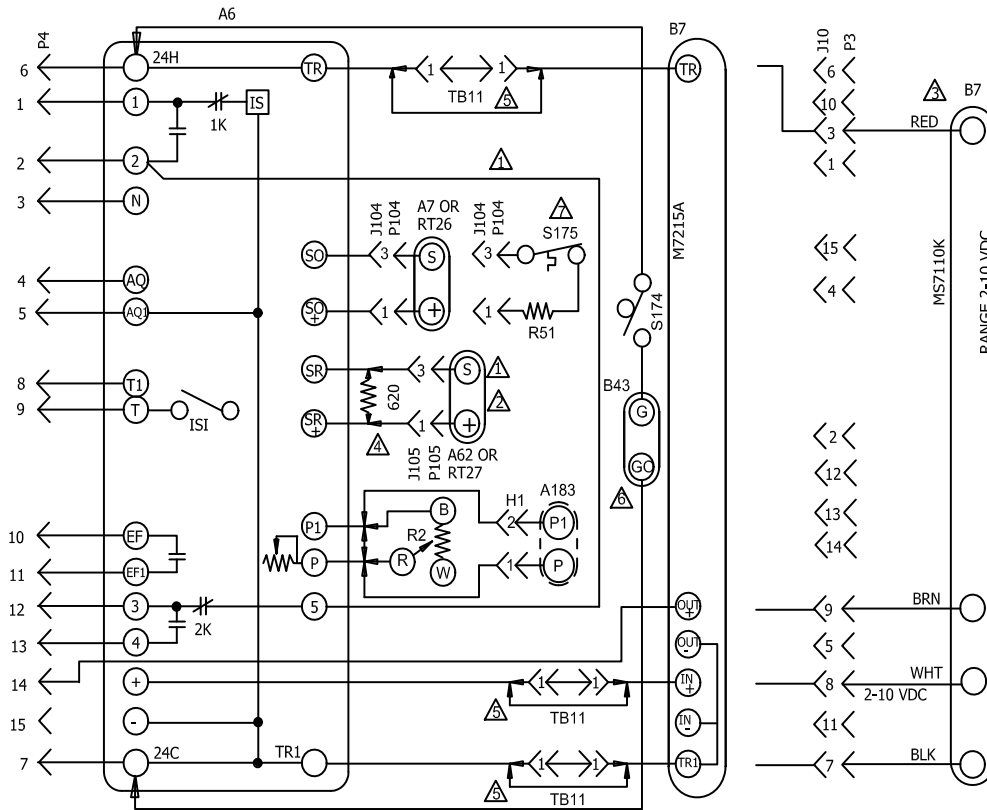 A6
B7
P4
J10
P3
6
24H
TR
1
1
TR
6
3
B7
TB11
5
1
1
IS
10
1K
3
RED
2
2
1
1
3
N
J104
P104
A7 OR
RT26
J104
P104
7
S175
M7215A
15
MS7110K
RANGE 2-10 VDC
SO
3
S
3
4
AQ
4
5
AQ1
SO
+
1
+
1
R51
S174
8
T1
SR
3
S
1
9
T
ISI
620
2
B43
G
SR
+
1
+
2
4
J105
P105
A62 OR
RT27
GO
12
6
H1
A183
B
13
10
EF
P1
R2
2
P1
14
11
EF1
P
R
W
1
P
12
3
5
OUT
+
9
BRN
2K
13
4
OUT
-
5
14
+
1
1
IN
+
8
WHT
2-10 VDC
5
TB11
15
-
IN
-
11
7
24C
TR1
1
1
TR1
7
BLK
5
TB11